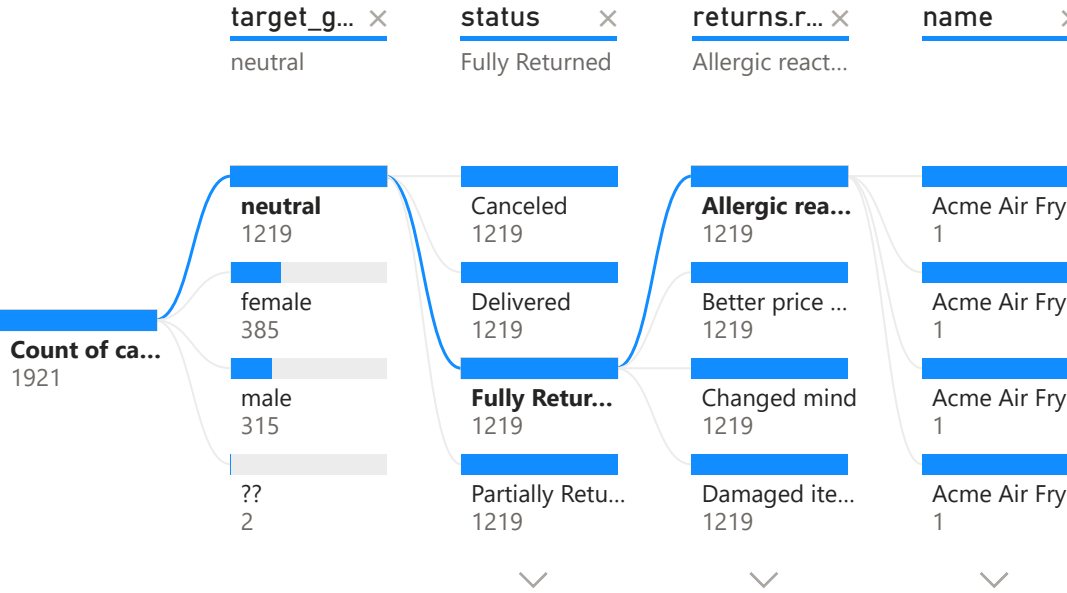 target_g... status returns.r... name
neutral Fully Returned Allergic react...
neutral
1219
female
385
male
315
??
2
Count of ca...
1921
Canceled
1219
Delivered
1219
Fully Retur...
1219
Partially Retu...
1219
Allergic rea...
1219
Better price ...
1219
Changed mind
1219
Damaged ite...
1219
Acme Air Fry
1
Acme Air Fry
1
Acme Air Fry
1
Acme Air Fry
1